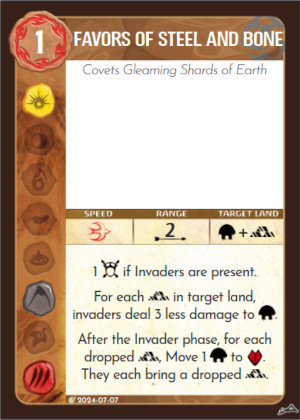 1 FAVORS OF STEEL AND BONE
Covets Gleaming Shards of Earth
SPEED RANGE TARGET LAND
2 +
1 if Invaders are present.
For each in target land,
invaders deal 3 less damage to .
After the Invader phase, for each
dropped , Move 1 to .
They each bring a dropped .
2024-07-07